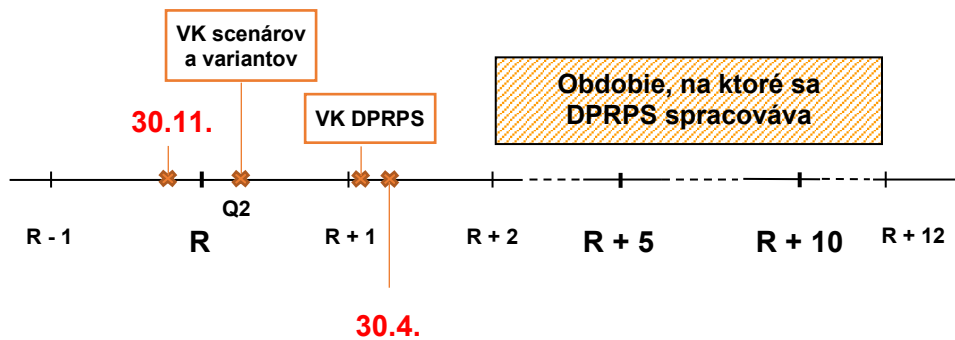 VK scenárov
a variantov
Obdobie, na ktoré sa
DPRPS spracováva
30.11.
VK DPRPS
Q2
R - 1
R
R + 1
R + 2
R + 5
R + 10
R + 12
30.4.